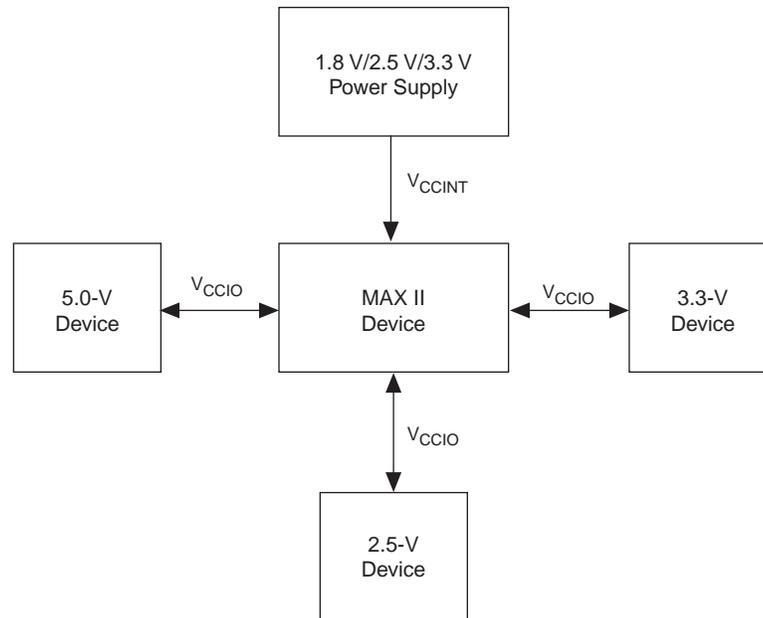 1.8 V/2.5 V/3.3 V
Power Supply
VCCINT
5.0-V
Device
VCCIO
MAX II
Device
VCCIO
3.3-V
Device
VCCIO
2.5-V
Device